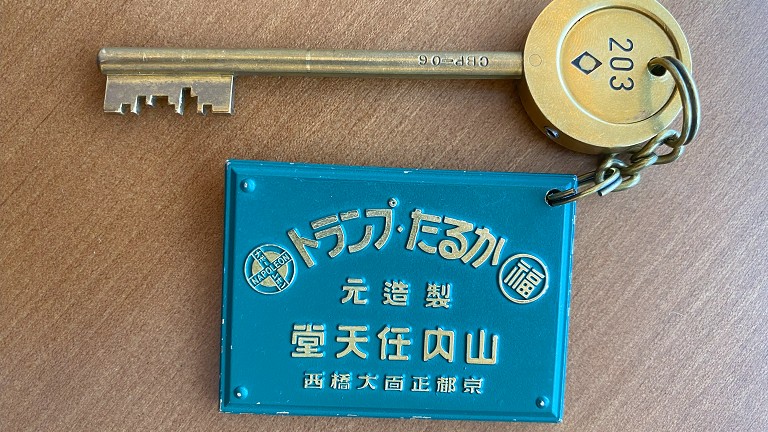 203
CBP-06
かるた・トランプ
NAPOLEON
福
製造元
山内任天堂
京都正面大橋西